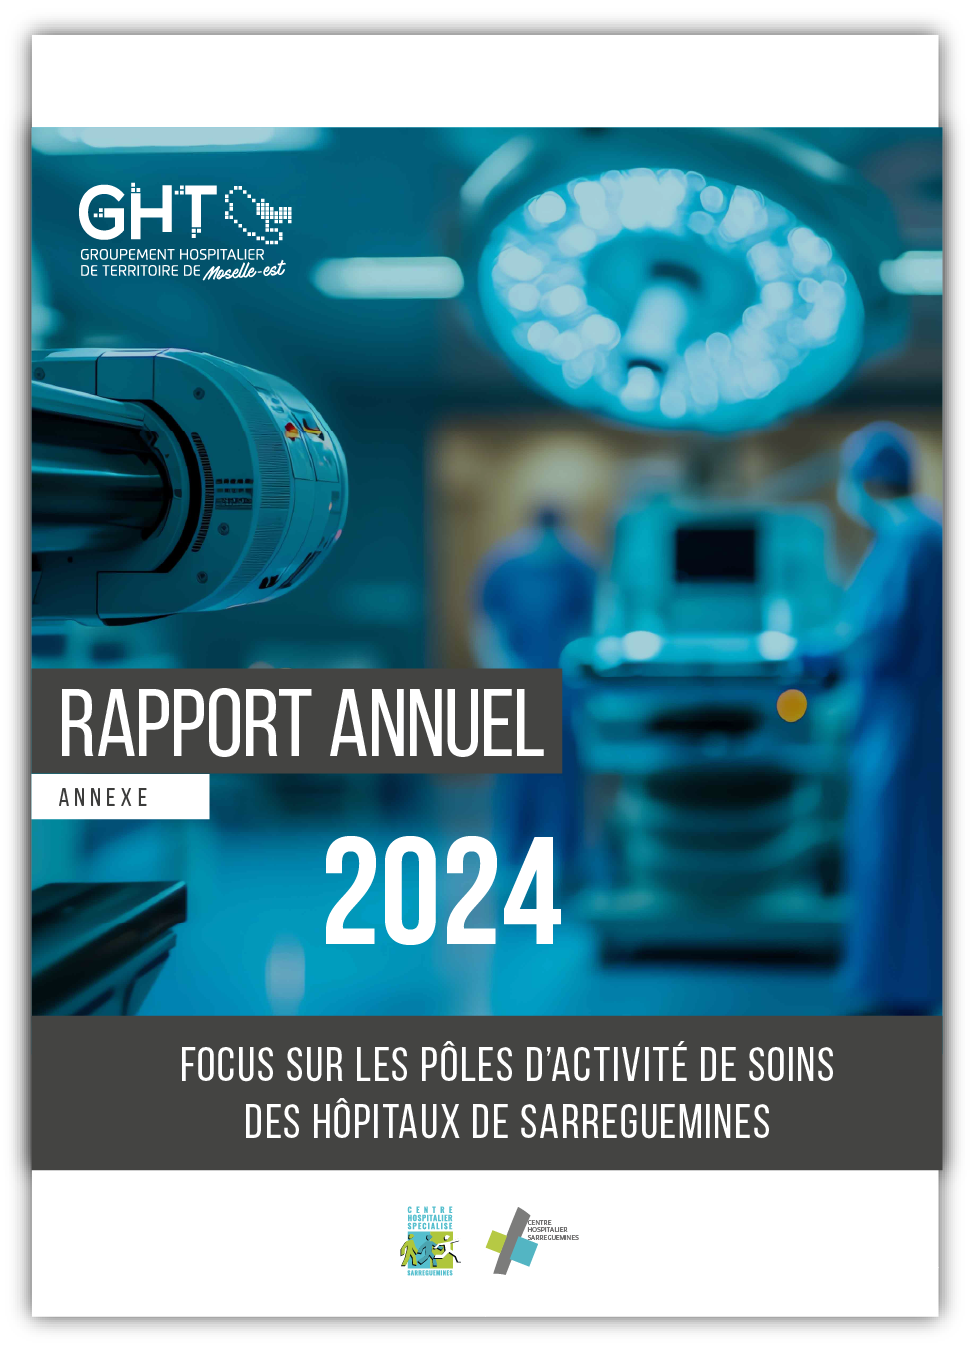 GHT
GROUPEMENT HOSPITALIER
DE TERRITOIRE DE Moselle-est
RAPPORT ANNUEL
ANNEXE
2024
FOCUS SUR LES PÔLES D'ACTIVITÉ DE SOINS
DES HÔPITAUX DE SARREGUEMINES
CENTRE
HOSPITALIER
SPECIALISE
SARREGUEMINES
CENTRE
HOSPITALIER
SARREGUEMINES